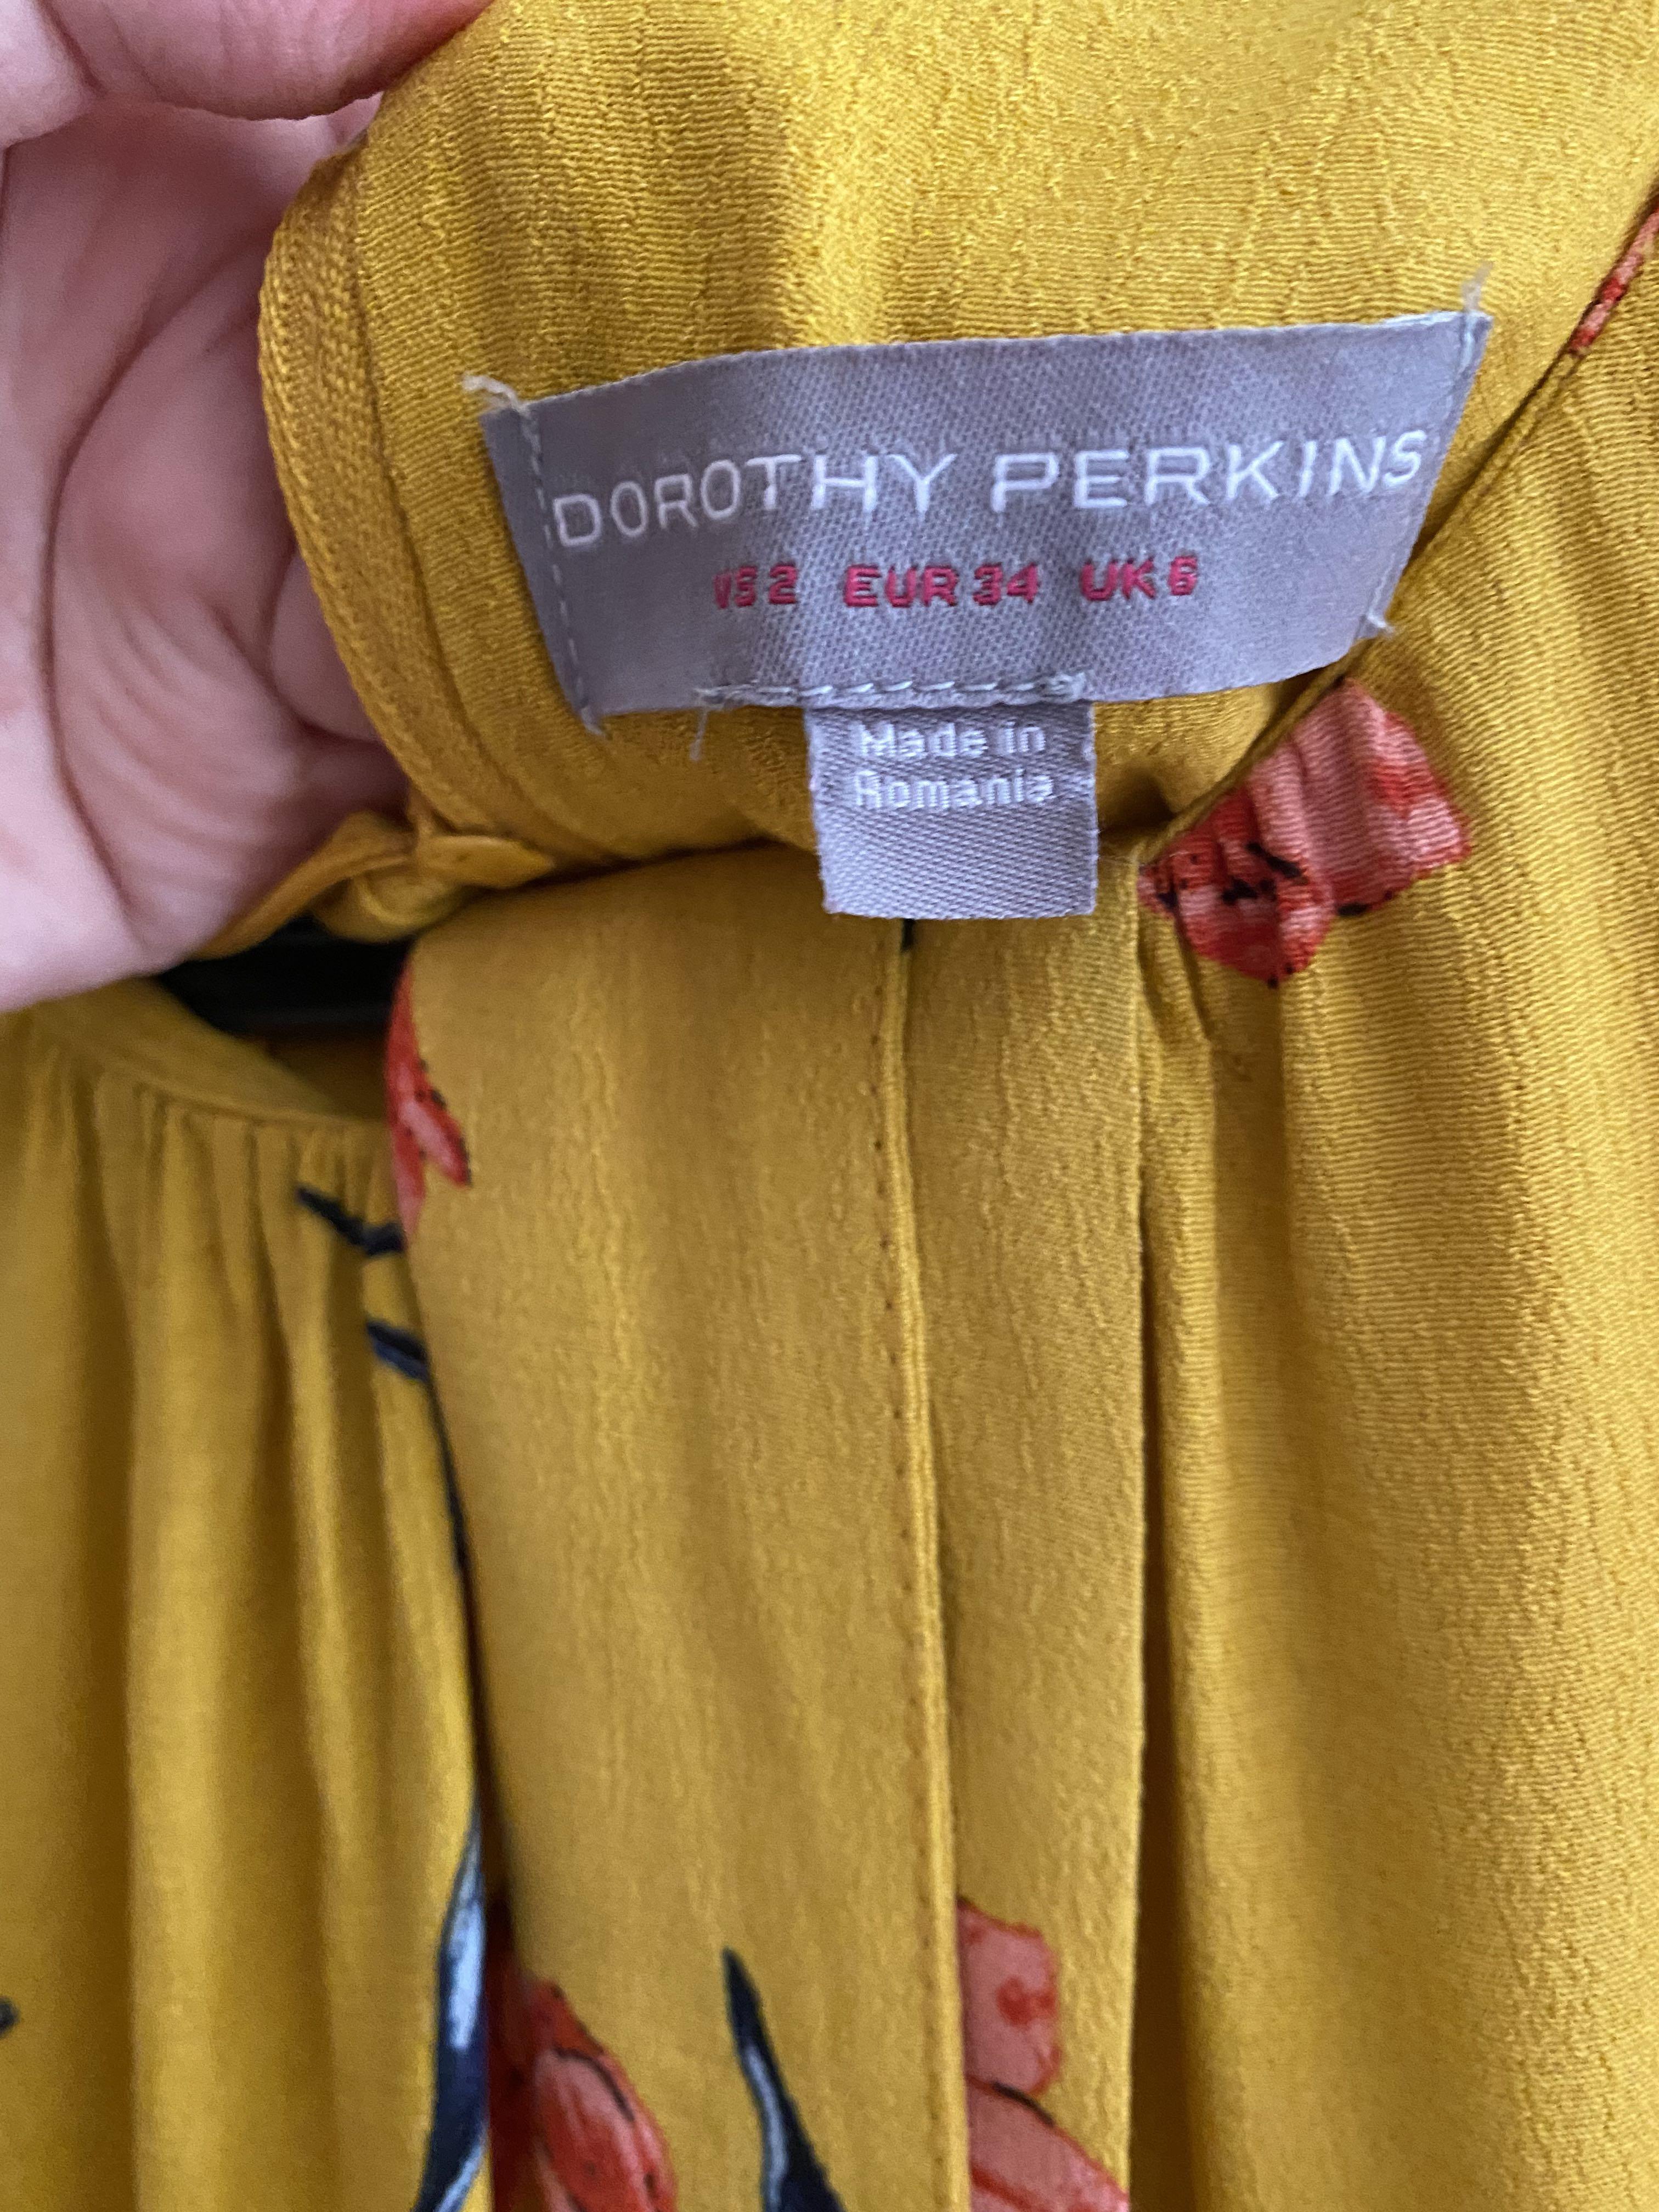 DOROTHY PERKINS
US 2 EUR 34 UK 6
Made in
Romania